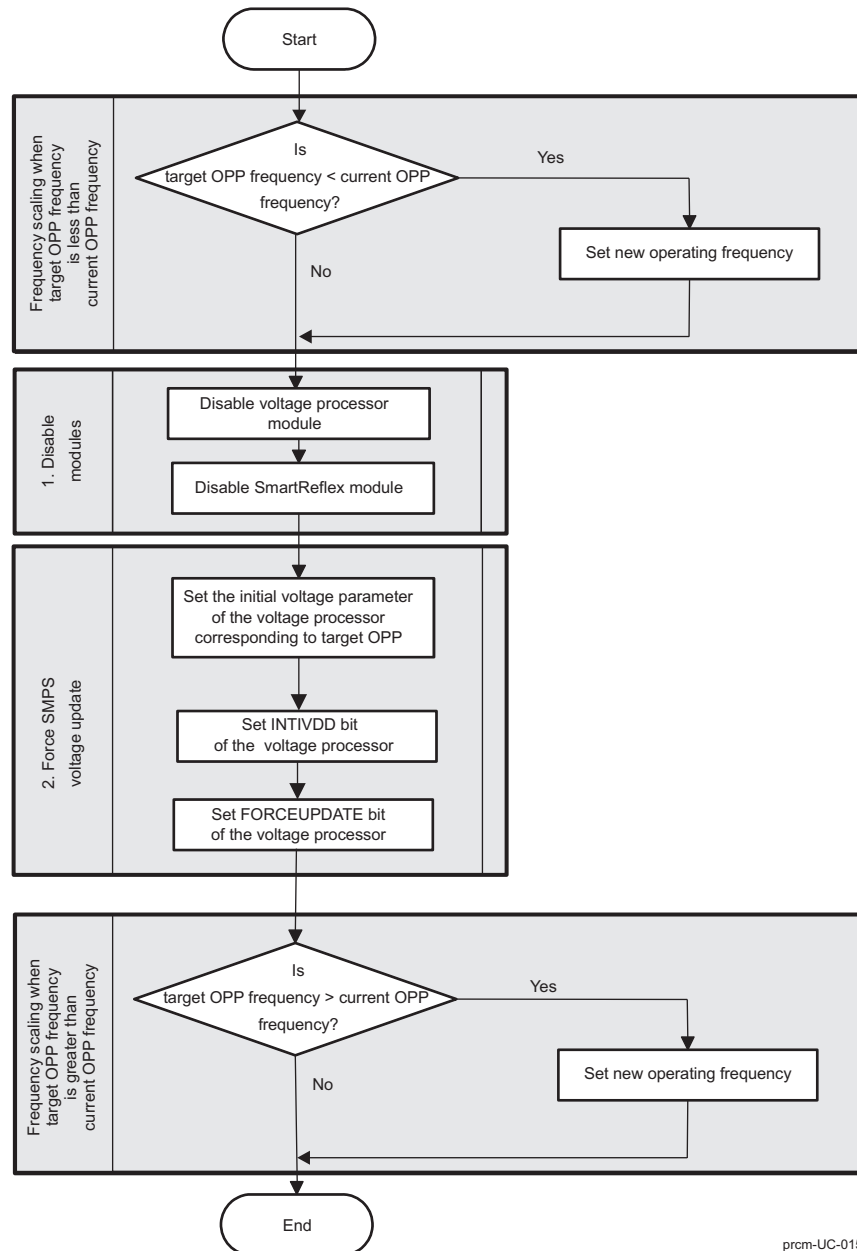 Start
Frequency scaling when
target OPP frequency
is less than
current OPP frequency
Is
target OPP frequency < current OPP
frequency?
Yes
Set new operating frequency
No
1. Disable
modules
Disable voltage processor
module
Disable SmartReflex module
2. Force SMPS
voltage update
Set the initial voltage parameter
of the voltage processor
corresponding to target OPP
Set INTIVDD bit
of the voltage processor
Set FORCEUPDATE bit
of the voltage processor
Frequency scaling when
target OPP frequency
is greater than
current OPP frequency
Is
target OPP frequency > current OPP
frequency?
Yes
Set new operating frequency
No
End
prcm-UC-015